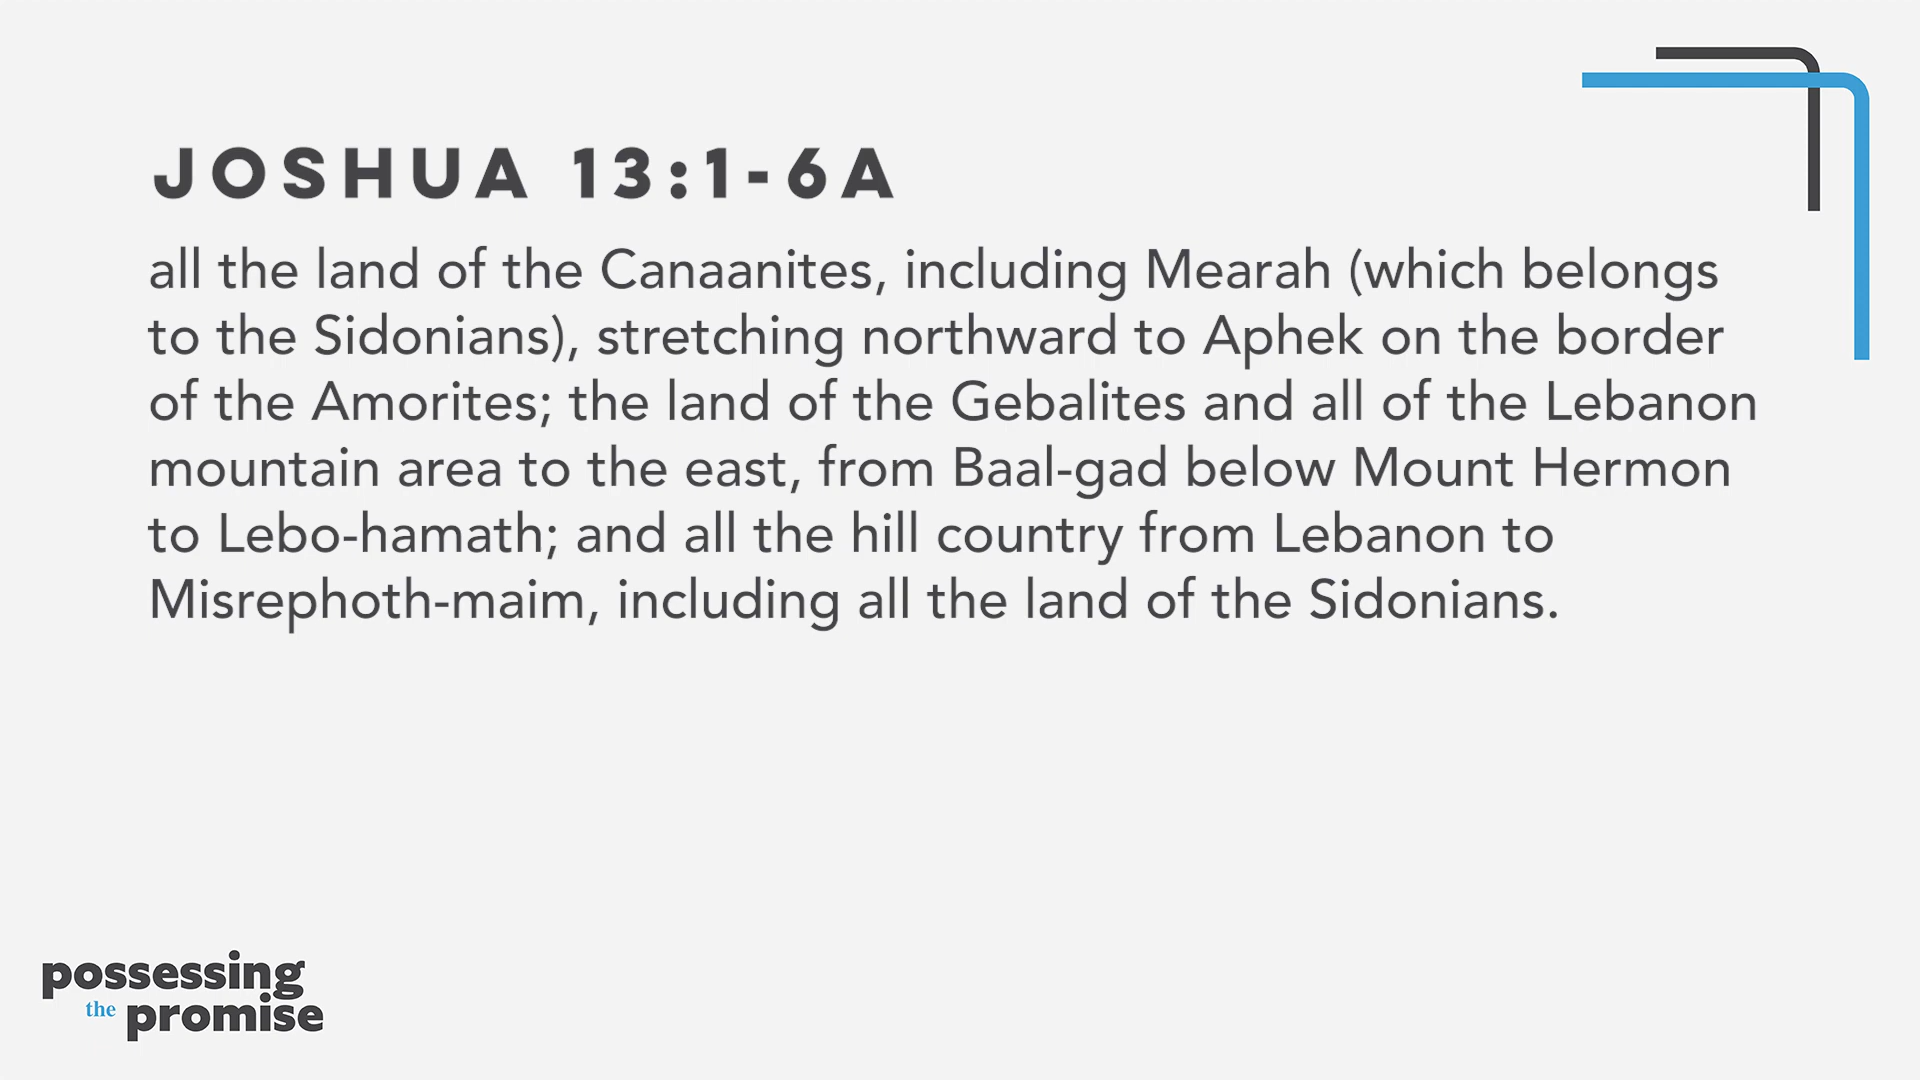 JOSHUA 13:1-6A
all the land of the Canaanites, including Mearah (which belongs
to the Sidonians), stretching northward to Aphek on the border
of the Amorites; the land of the Gebalites and all of the Lebanon
mountain area to the east, from Baal-gad below Mount Hermon
to Lebo-hamath; and all the hill country from Lebanon to
Misrephoth-maim, including all the land of the Sidonians.
possessing
the promise